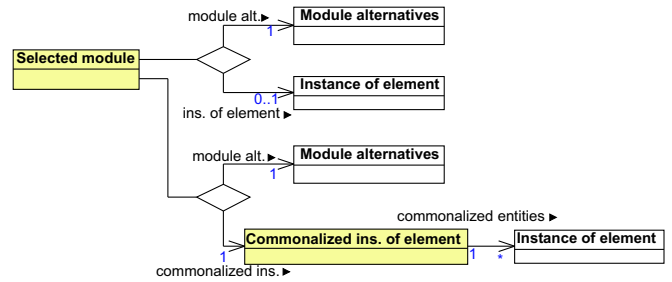 module alt.►
Module alternatives
1
Selected module
Instance of element
0..1
ins. of element ►
module alt.►
Module alternatives
1
commonalized entities ►
Commonalized ins. of element
1
*
Instance of element
1
commonalized ins.►